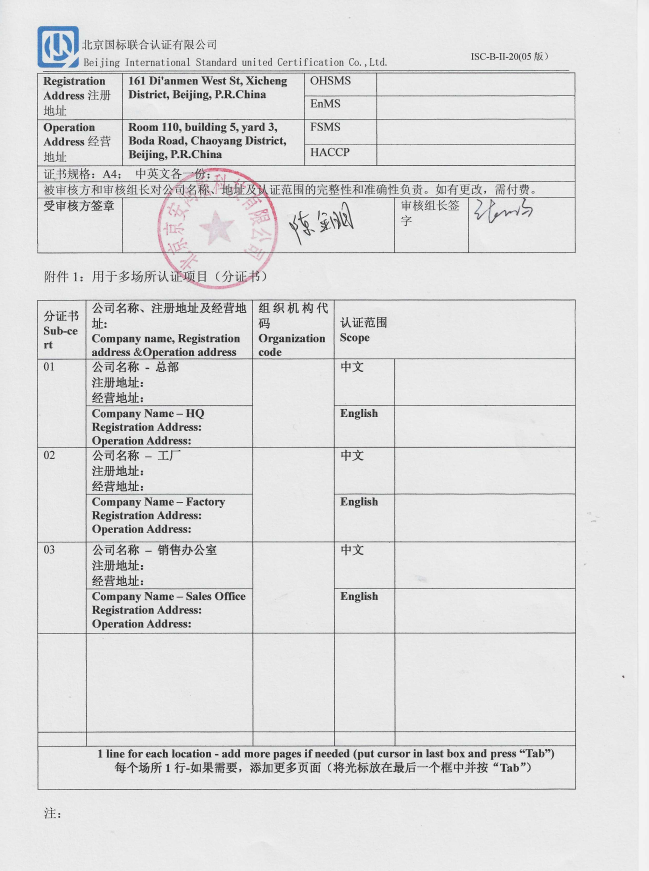 北京国标联合认证有限公司
Beijing International Standard united Certification Co.,Ltd.
ISC-B-II-20(05 版)
Registration
Address 注册
地址
161 Di'anmen West St, Xicheng
District, Beijing, P.R.China
OHSMS
EnMS
Operation
Address 经营
地址
Room 110, building 5, yard 3,
Boda Road, Chaoyang District,
Beijing, P.R.China
FSMS
HACCP
证书规格：A4； 中英文各一份；
被审核方和审核组长对公司名称、地址及认证范围的完整性和准确性负责。如有更改，需付费。
受审核方签章
审核组长签
字
附件 1：用于多场所认证项目（分证书）
分证书
Sub-ce
rt
公司名称、注册地址及经营地
址：
Company name, Registration
address &Operation address
组织机构代
码
Organization
code
认证范围
Scope
01
公司名称 - 总部
注册地址：
经营地址：
中文
Company Name – HQ
Registration Address:
Operation Address:
English
02
公司名称 – 工厂
注册地址：
经营地址：
中文
Company Name – Factory
Registration Address:
Operation Address:
English
03
公司名称 – 销售办公室
注册地址：
经营地址：
中文
Company Name – Sales Office
Registration Address:
Operation Address:
English
1 line for each location - add more pages if needed (put cursor in last box and press “Tab”)
每个场所 1 行-如果需要，添加更多页面（将光标放在最后一个框中并按“Tab”）
注：